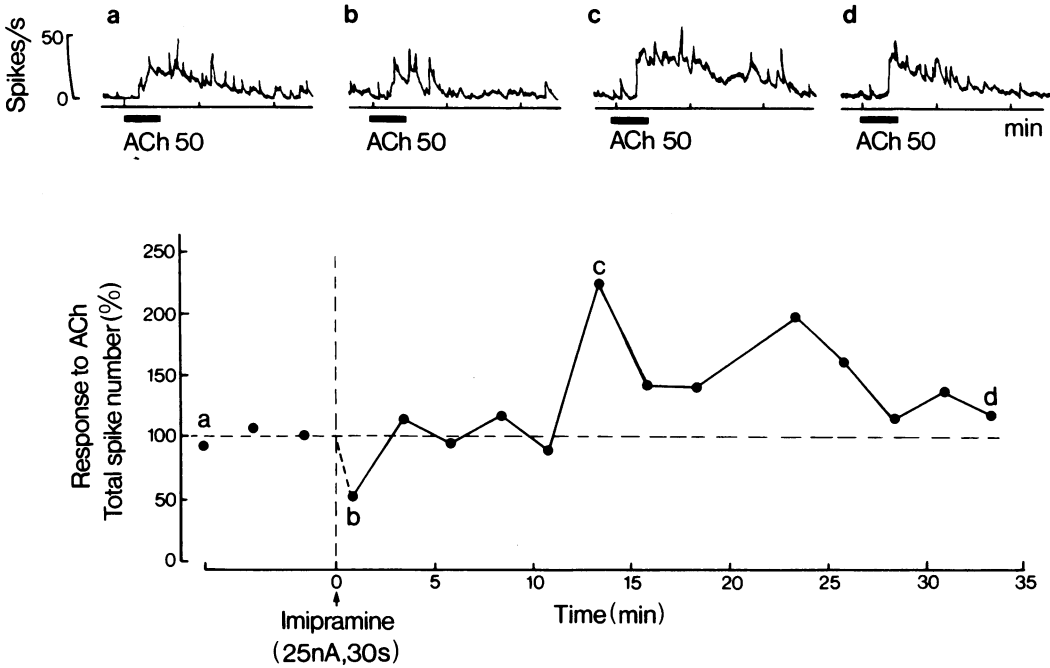 a b c d
Spikes/s
50
0
ACh 50 ACh 50 ACh 50 ACh 50
min
Response to ACh
Total spike number (%)
250
200
150
100
50
0
a
b
c
d
0 5 10 15 20 25 30 35
Imipramine
(25nA,30s)
Time(min)